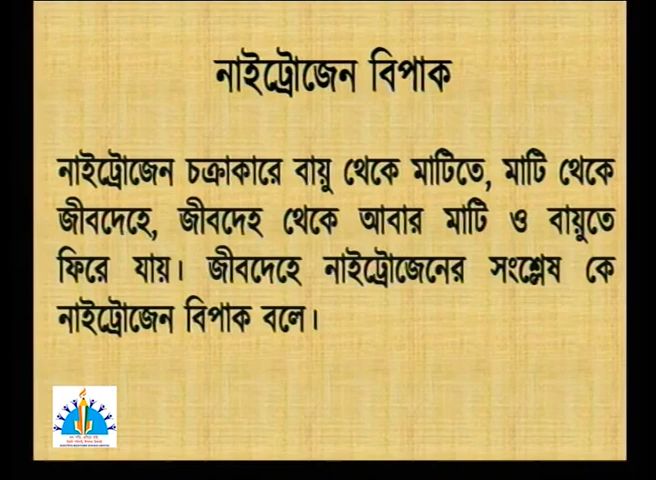 নাইট্রোজেন বিপাক
নাইট্রোজেন চক্রাকারে বায়ু থেকে মাটিতে, মাটি থেকে
জীবদেহে, জীবদেহ থেকে আবার মাটি ও বায়ুতে
ফিরে যায়। জীবদেহে নাইট্রোজেনের সংশ্লেষ কে
নাইট্রোজেন বিপাক বলে।